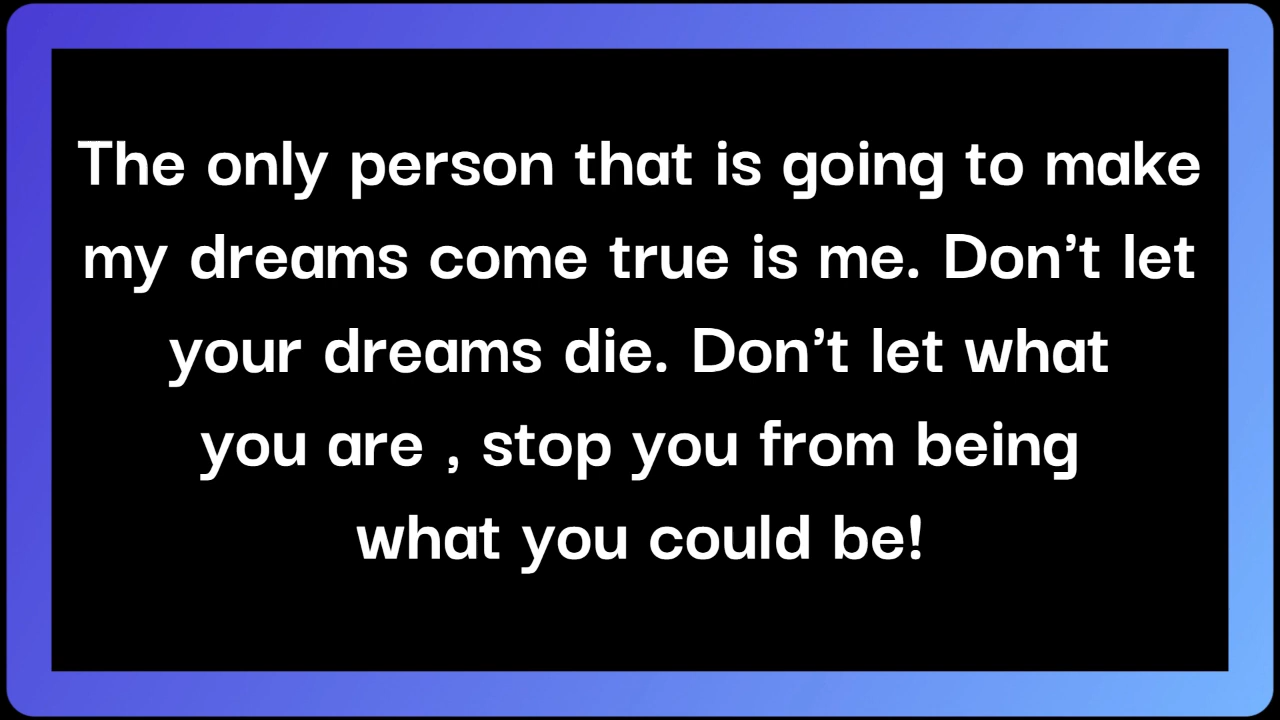 The only person that is going to make
my dreams come true is me. Don’t let
your dreams die. Don’t let what
you are , stop you from being
what you could be!